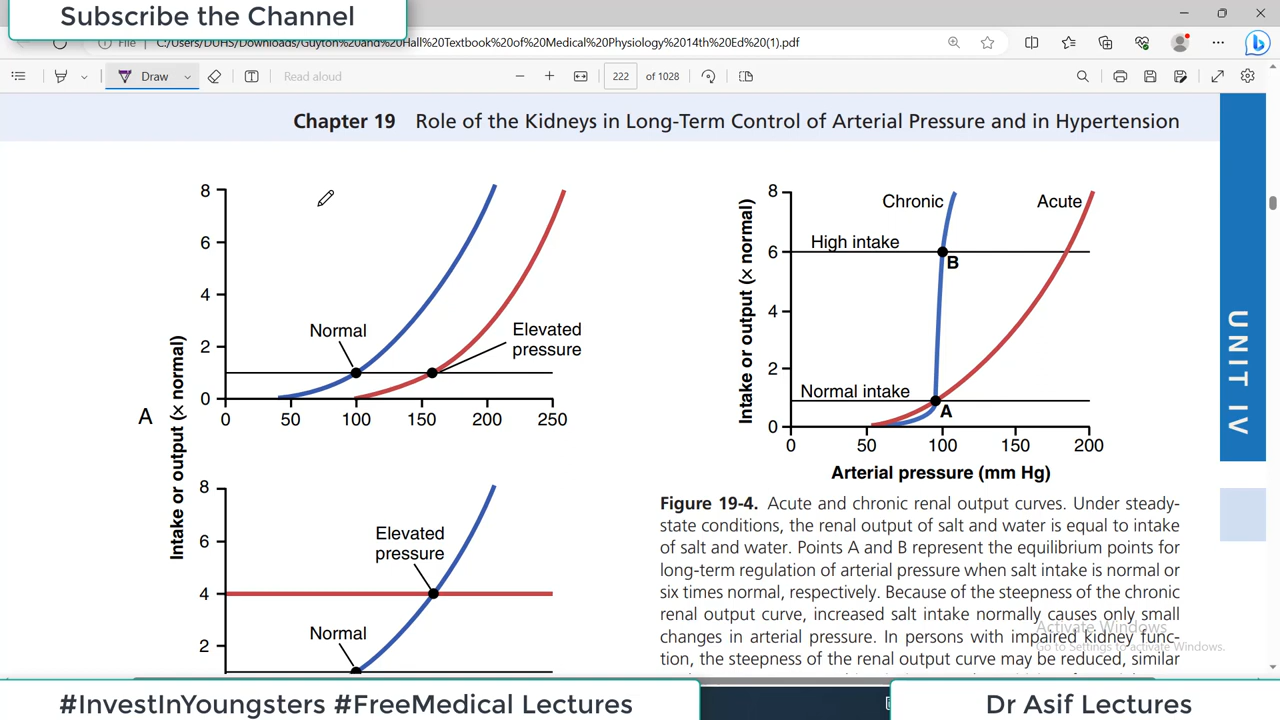 Subscribe the Channel
File
C:/Users/DUHS/Downloads/Guyton%20and%20Hall%20Textbook%20of%20Medical%20Physiology%2014th%20Ed%20(1).pdf
Draw
Read aloud
222 of 1028
Chapter 19 Role of the Kidneys in Long-Term Control of Arterial Pressure and in Hypertension
UNIT IV
A
Intake or output (× normal)
8
6
4
2
0
0 50 100 150 200 250
Normal
Elevated
pressure
8
6
4
2
Elevated
pressure
Normal
Intake or output (× normal)
8
6
4
2
0
Chronic
Acute
High intake
B
Normal intake
A
0 50 100 150 200
Arterial pressure (mm Hg)
Figure 19-4. Acute and chronic renal output curves. Under steady-
state conditions, the renal output of salt and water is equal to intake
of salt and water. Points A and B represent the equilibrium points for
long-term regulation of arterial pressure when salt intake is normal or
six times normal, respectively. Because of the steepness of the chronic
renal output curve, increased salt intake normally causes only small
changes in arterial pressure. In persons with impaired kidney func-
tion, the steepness of the renal output curve may be reduced, similar
Activate Windows
Go to Settings to activate Windows.
#InvestInYoungsters #FreeMedical Lectures
Dr Asif Lectures